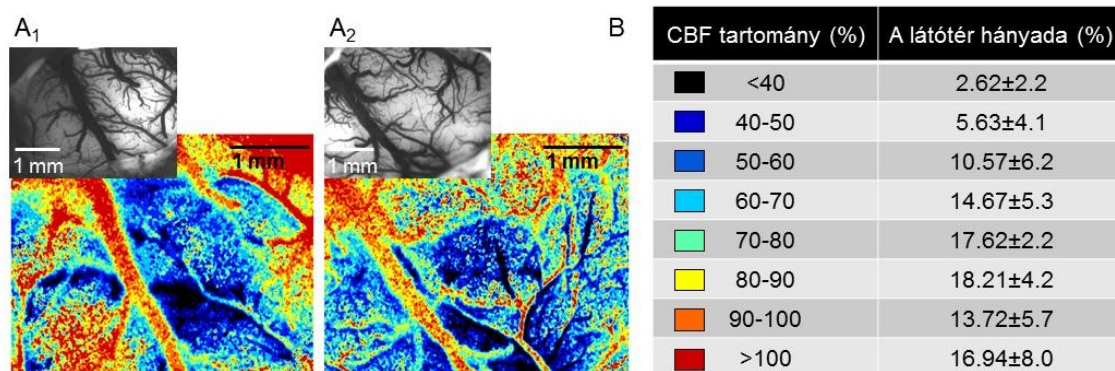 A1
A2
B
1 mm
1 mm
1 mm
1 mm
CBF tartomány (%) A látótér hányada (%)
<40 2.62±2.2
40-50 5.63±4.1
50-60 10.57±6.2
60-70 14.67±5.3
70-80 17.62±2.2
80-90 18.21±4.2
90-100 13.72±5.7
>100 16.94±8.0